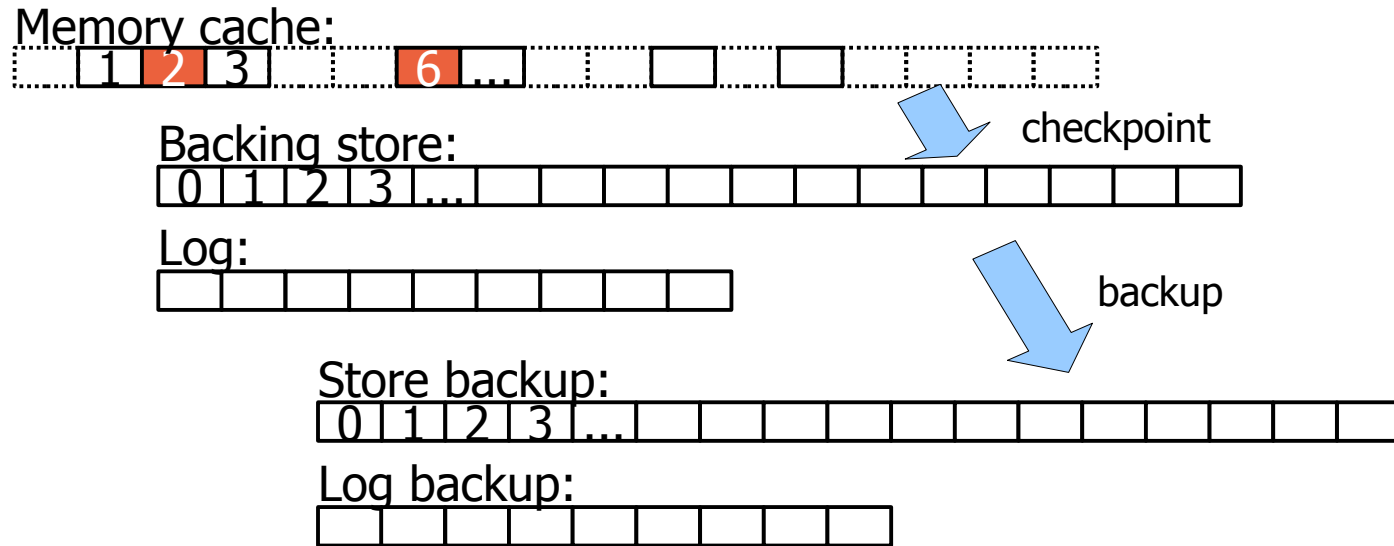 Memory cache:
1 2 3 6 ...
checkpoint
Backing store:
0 1 2 3 ...
Log:
backup
Store backup:
0 1 2 3 ...
Log backup: